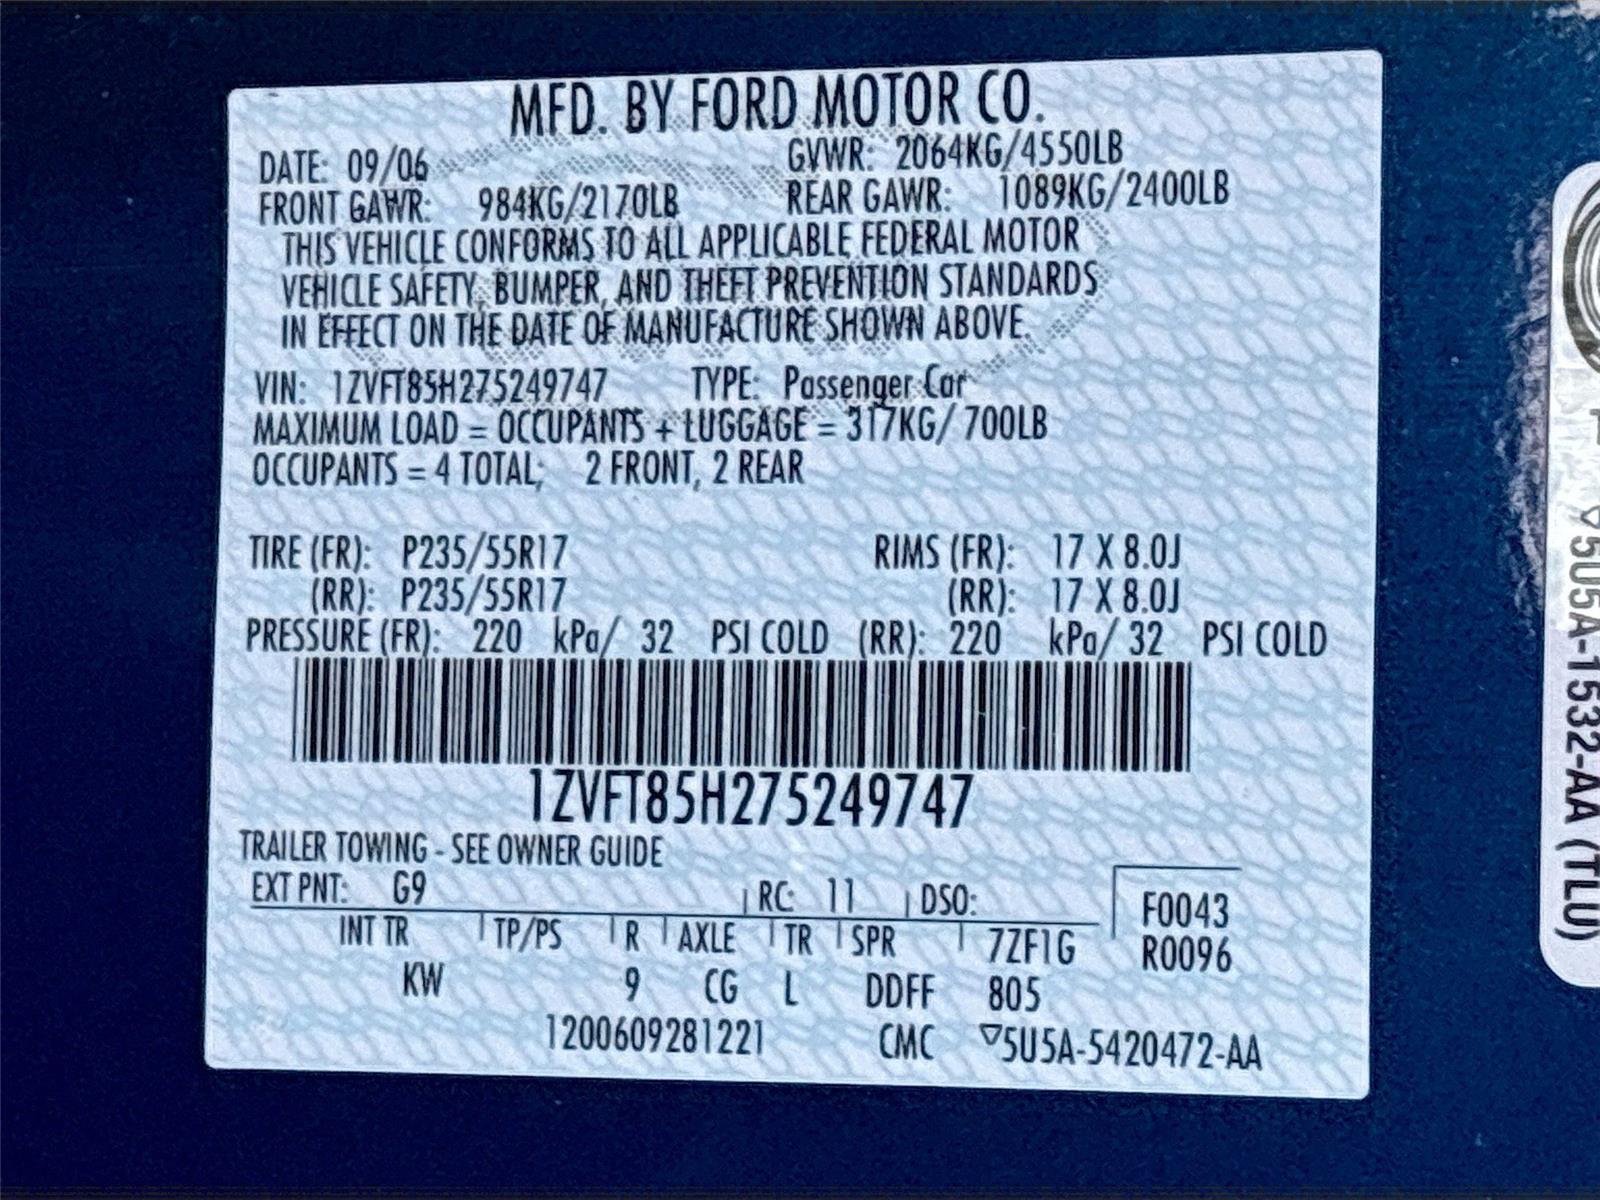 MFD. BY FORD MOTOR CO.
DATE: 09/06 GVWR: 2064KG/4550LB
FRONT GAWR: 984KG/2170LB REAR GAWR: 1089KG/2400LB
THIS VEHICLE CONFORMS TO ALL APPLICABLE FEDERAL MOTOR
VEHICLE SAFETY, BUMPER, AND THEFT PREVENTION STANDARDS
IN EFFECT ON THE DATE OF MANUFACTURE SHOWN ABOVE.
VIN: 1ZVFT85H275249747 TYPE: Passenger Car
MAXIMUM LOAD = OCCUPANTS + LUGGAGE = 317KG/ 700LB
OCCUPANTS = 4 TOTAL; 2 FRONT, 2 REAR
TIRE (FR): P235/55R17 RIMS (FR): 17 X 8.0J
(RR): P235/55R17 (RR): 17 X 8.0J
PRESSURE (FR): 220 kPa/ 32 PSI COLD (RR): 220 kPa/ 32 PSI COLD
1ZVFT85H275249747
TRAILER TOWING - SEE OWNER GUIDE
EXT PNT: G9 RC: 11 DSO: F0043
INT TR TP/PS R AXLE TR SPR 7ZF1G R0096
KW 9 CG L DDFF 805
1200609281221 CMC ▽5U5A-5420472-AA
▽5U5A-1532-AA (TLU)